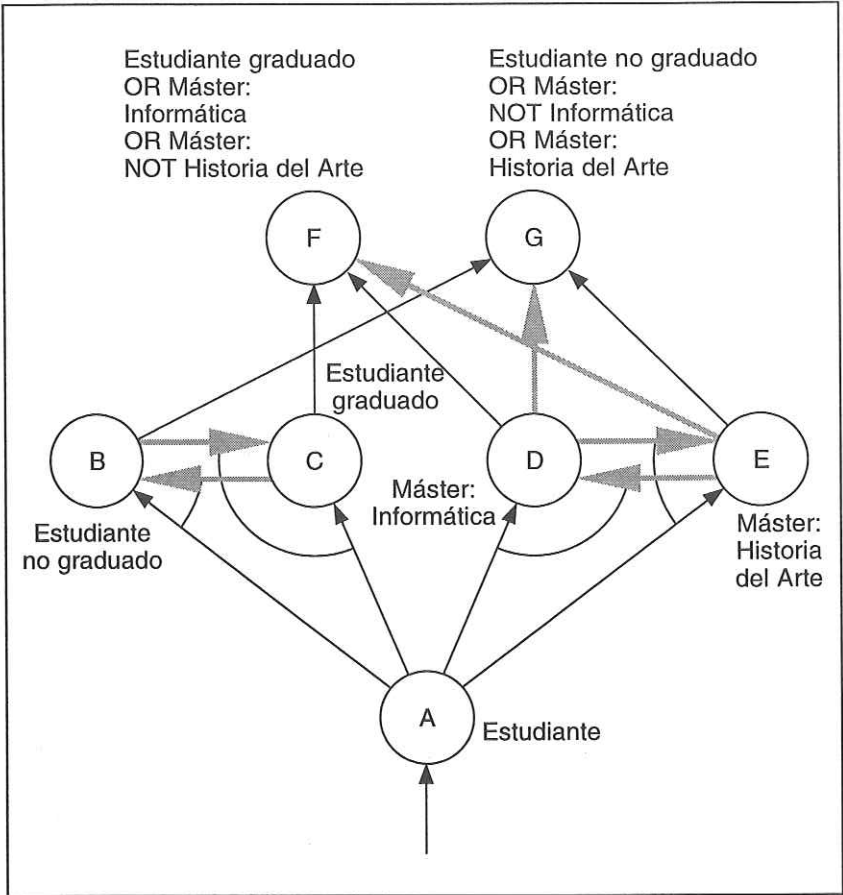 Estudiante graduado
OR Máster:
Informática
OR Máster:
NOT Historia del Arte
Estudiante no graduado
OR Máster:
NOT Informática
OR Máster:
Historia del Arte
F
G
Estudiante
graduado
B
C
D
E
Máster:
Informática
Estudiante
no graduado
Máster:
Historia
del Arte
A
Estudiante